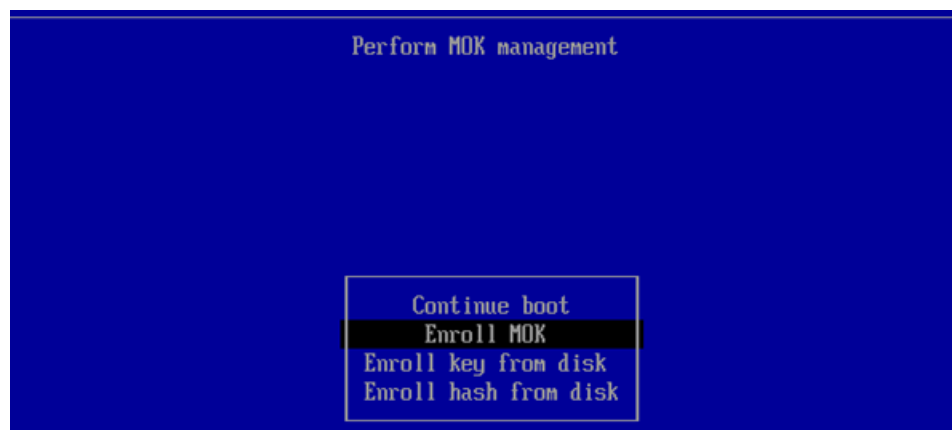 Perform MOK management
Continue boot
Enroll MOK
Enroll key from disk
Enroll hash from disk